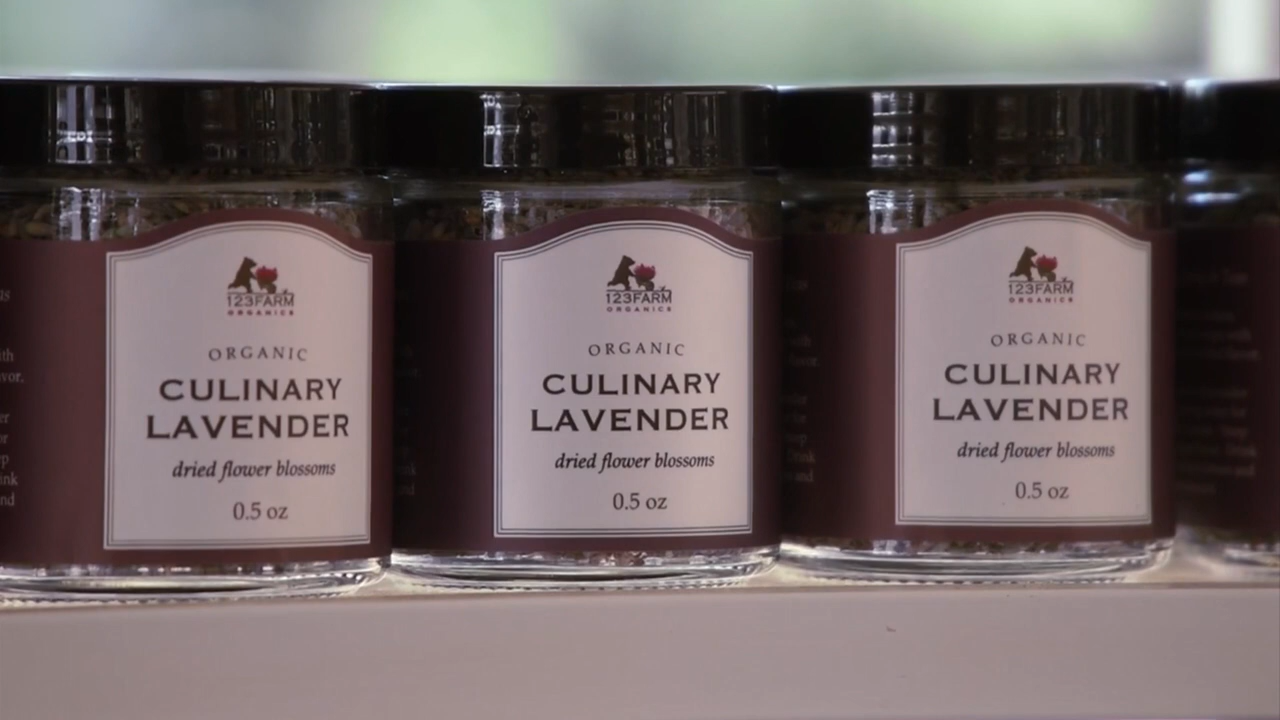 123FARM
ORGANICS
ORGANIC
CULINARY
LAVENDER
dried flower blossoms
0.5 oz
123FARM
ORGANICS
ORGANIC
CULINARY
LAVENDER
dried flower blossoms
0.5 oz
123FARM
ORGANICS
ORGANIC
CULINARY
LAVENDER
dried flower blossoms
0.5 oz